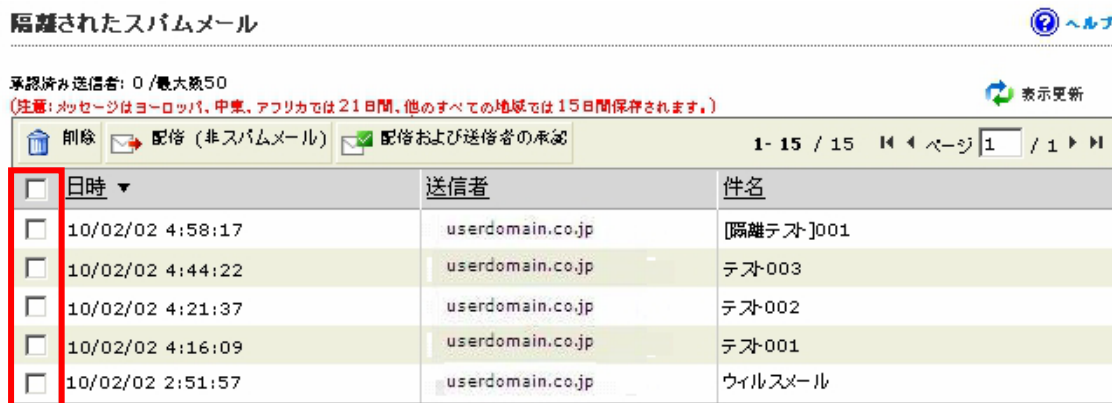 隔離されたスパムメール
ヘルプ
承認済み送信者: 0 /最大数50
(注意:メッセージはヨーロッパ、中東、アフリカでは21日間、他のすべての地域では15日間保存されます。)
表示更新
削除 配信 (非スパムメール) 配信および送信者の承認 1- 15 / 15 ページ 1 / 1
日時 ▼ 送信者 件名
10/02/02 4:58:17 userdomain.co.jp [隔離テスト]001
10/02/02 4:44:22 userdomain.co.jp テスト003
10/02/02 4:21:37 userdomain.co.jp テスト002
10/02/02 4:16:09 userdomain.co.jp テスト001
10/02/02 2:51:57 userdomain.co.jp ウィルスメール